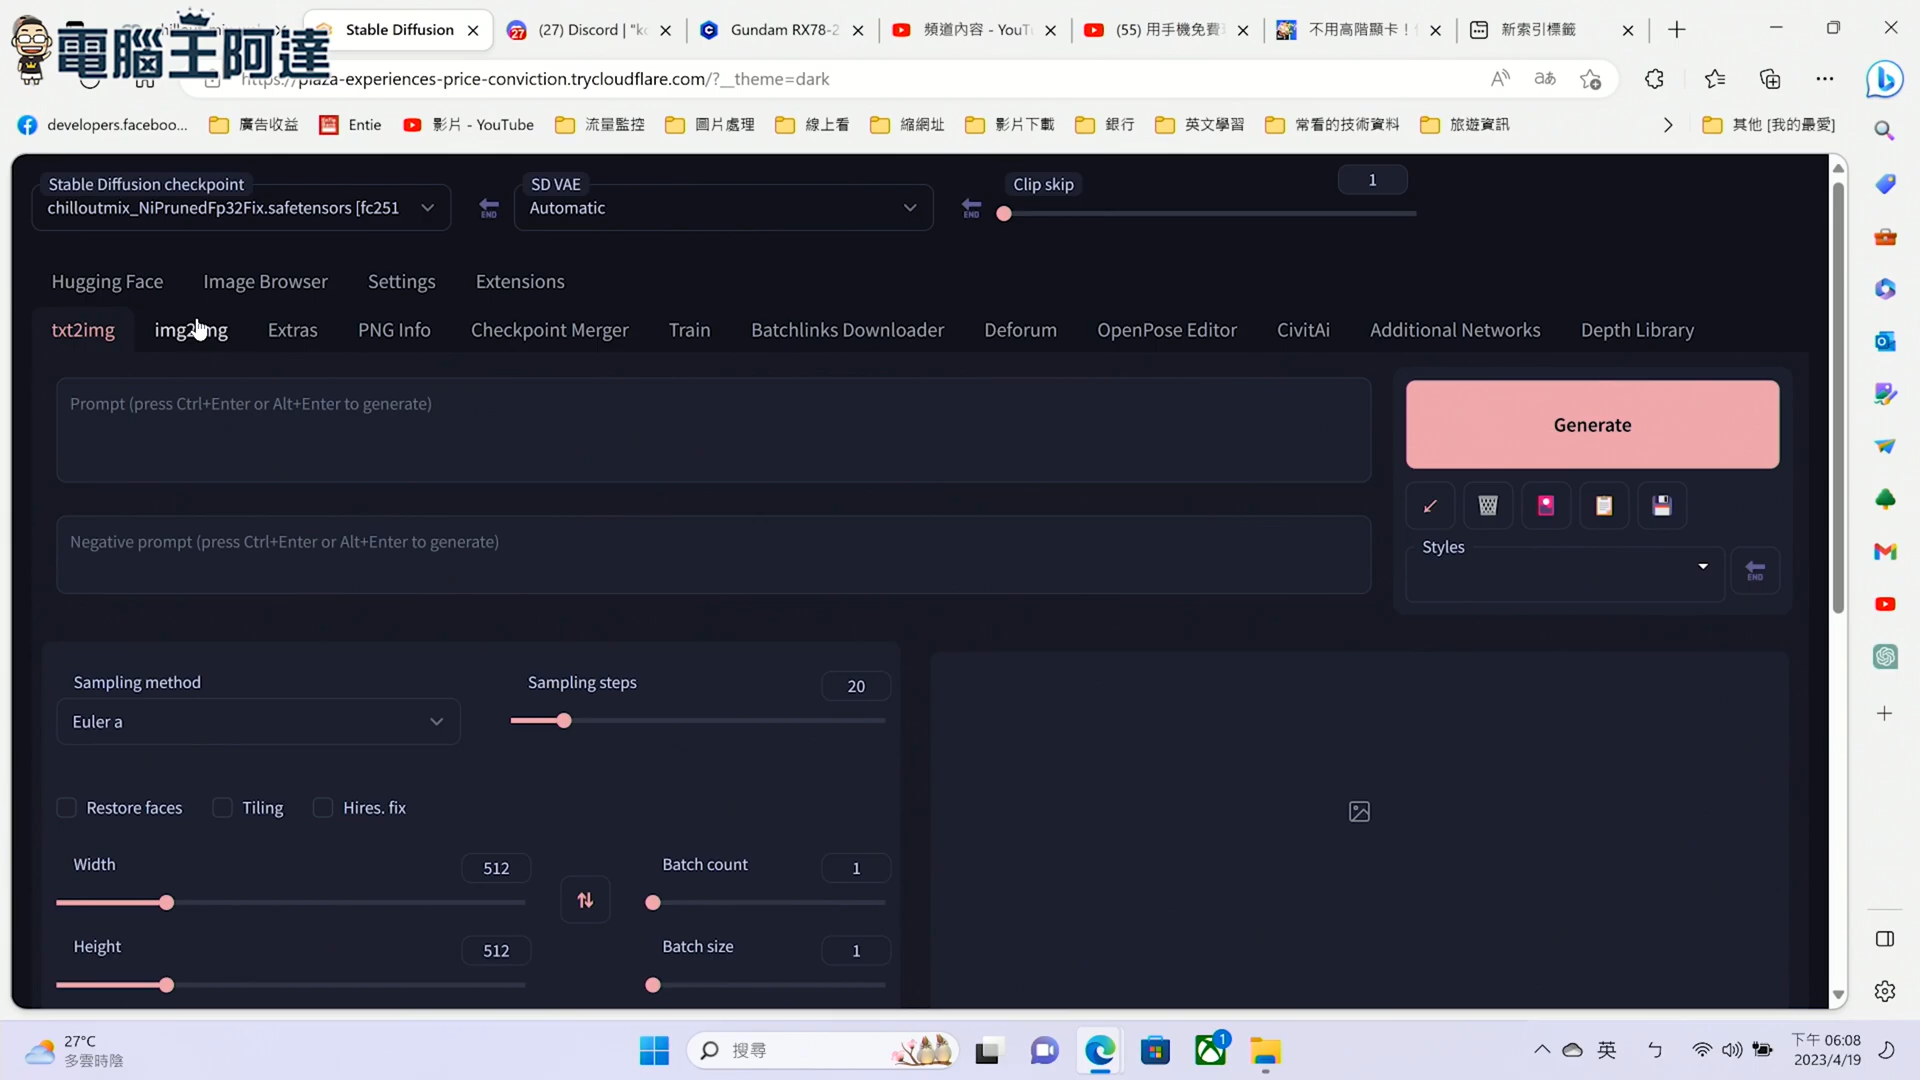 電腦王阿達
Stable Diffusion
(27) Discord | "kc
Gundam RX78-2
頻道內容 - YouTu
(55) 用手機免費
不用高階顯卡！
新索引標籤
https://plaza-experiences-price-conviction.trycloudflare.com/?__theme=dark
developers.faceboo...
廣告收益
Entie
影片 - YouTube
流量監控
圖片處理
線上看
縮網址
影片下載
銀行
英文學習
常看的技術資料
旅遊資訊
其他 [我的最愛]
Stable Diffusion checkpoint
chilloutmix_NiPrunedFp32Fix.safetensors [fc251
END
SD VAE
Automatic
END
Clip skip
1
Hugging Face
Image Browser
Settings
Extensions
txt2img
img2img
Extras
PNG Info
Checkpoint Merger
Train
Batchlinks Downloader
Deforum
OpenPose Editor
CivitAi
Additional Networks
Depth Library
Prompt (press Ctrl+Enter or Alt+Enter to generate)
Generate
Negative prompt (press Ctrl+Enter or Alt+Enter to generate)
Styles
END
Sampling method
Euler a
Sampling steps
20
Restore faces
Tiling
Hires. fix
Width
512
Batch count
1
Height
512
Batch size
1
27°C
多雲時陰
搜尋
1
英
ㄅ
下午 06:08
2023/4/19